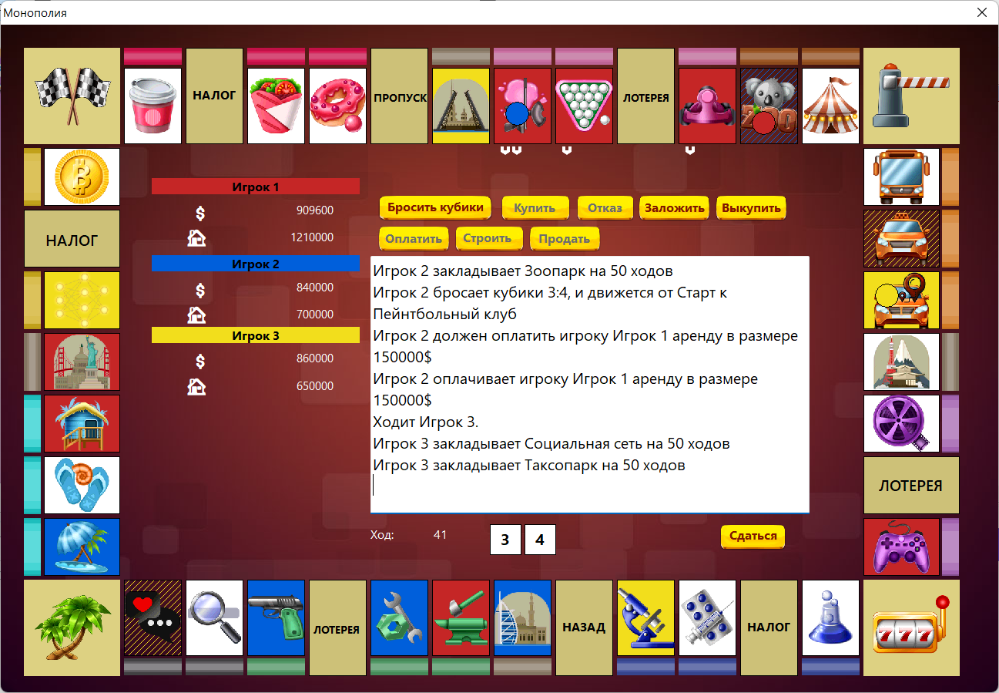 Монополия
НАЛОГ
ПРОПУСК
ЛОТЕРЕЯ
ZOO
НАЛОГ
Игрок 1
$ 909600
1210000
Игрок 2
$ 840000
700000
Игрок 3
$ 860000
650000
Бросить кубики Купить Отказ Заложить Выкупить
Оплатить Строить Продать
Игрок 2 закладывает Зоопарк на 50 ходов
Игрок 2 бросает кубики 3:4, и движется от Старт к
Пейнтбольный клуб
Игрок 2 должен оплатить игроку Игрок 1 аренду в размере
150000$
Игрок 2 оплачивает игроку Игрок 1 аренду в размере
150000$
Ходит Игрок 3.
Игрок 3 закладывает Социальная сеть на 50 ходов
Игрок 3 закладывает Таксопарк на 50 ходов
Ход: 41
3 4
Сдаться
ЛОТЕРЕЯ
ЛОТЕРЕЯ
НАЗАД
НАЛОГ
777